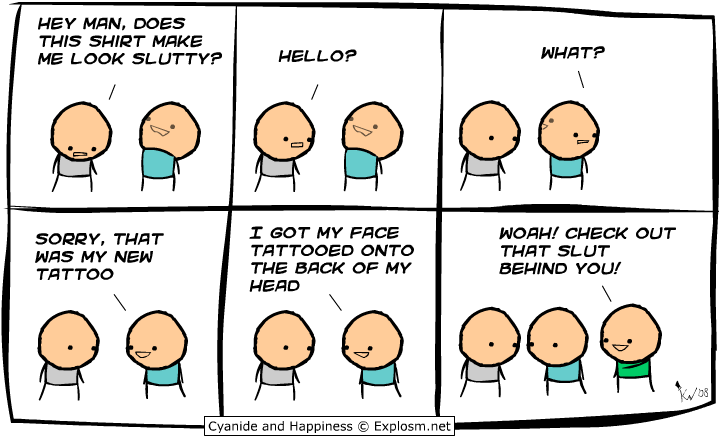 HEY MAN, DOES
THIS SHIRT MAKE
ME LOOK SLUTTY?
HELLO?
WHAT?
SORRY, THAT
WAS MY NEW
TATTOO
I GOT MY FACE
TATTOOED ONTO
THE BACK OF MY
HEAD
WOAH! CHECK OUT
THAT SLUT
BEHIND YOU!
KW'08
Cyanide and Happiness © Explosm.net